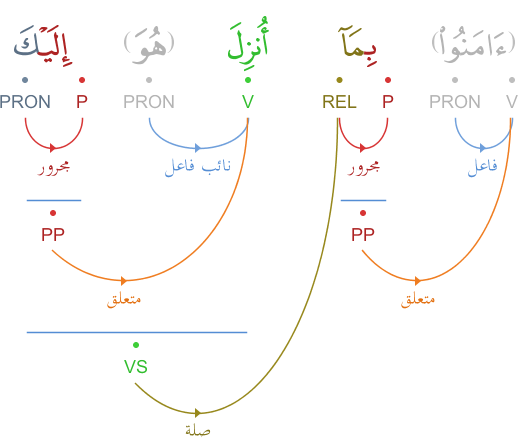 (ءَامَنُوا۟) بِمَآ أُنزِلَ (هُوَ) إِلَيْكَ
V PRON P REL V PRON P PRON
فاعل مجرور نائب فاعل مجرور
PP PP
متعلق متعلق
VS
صلة